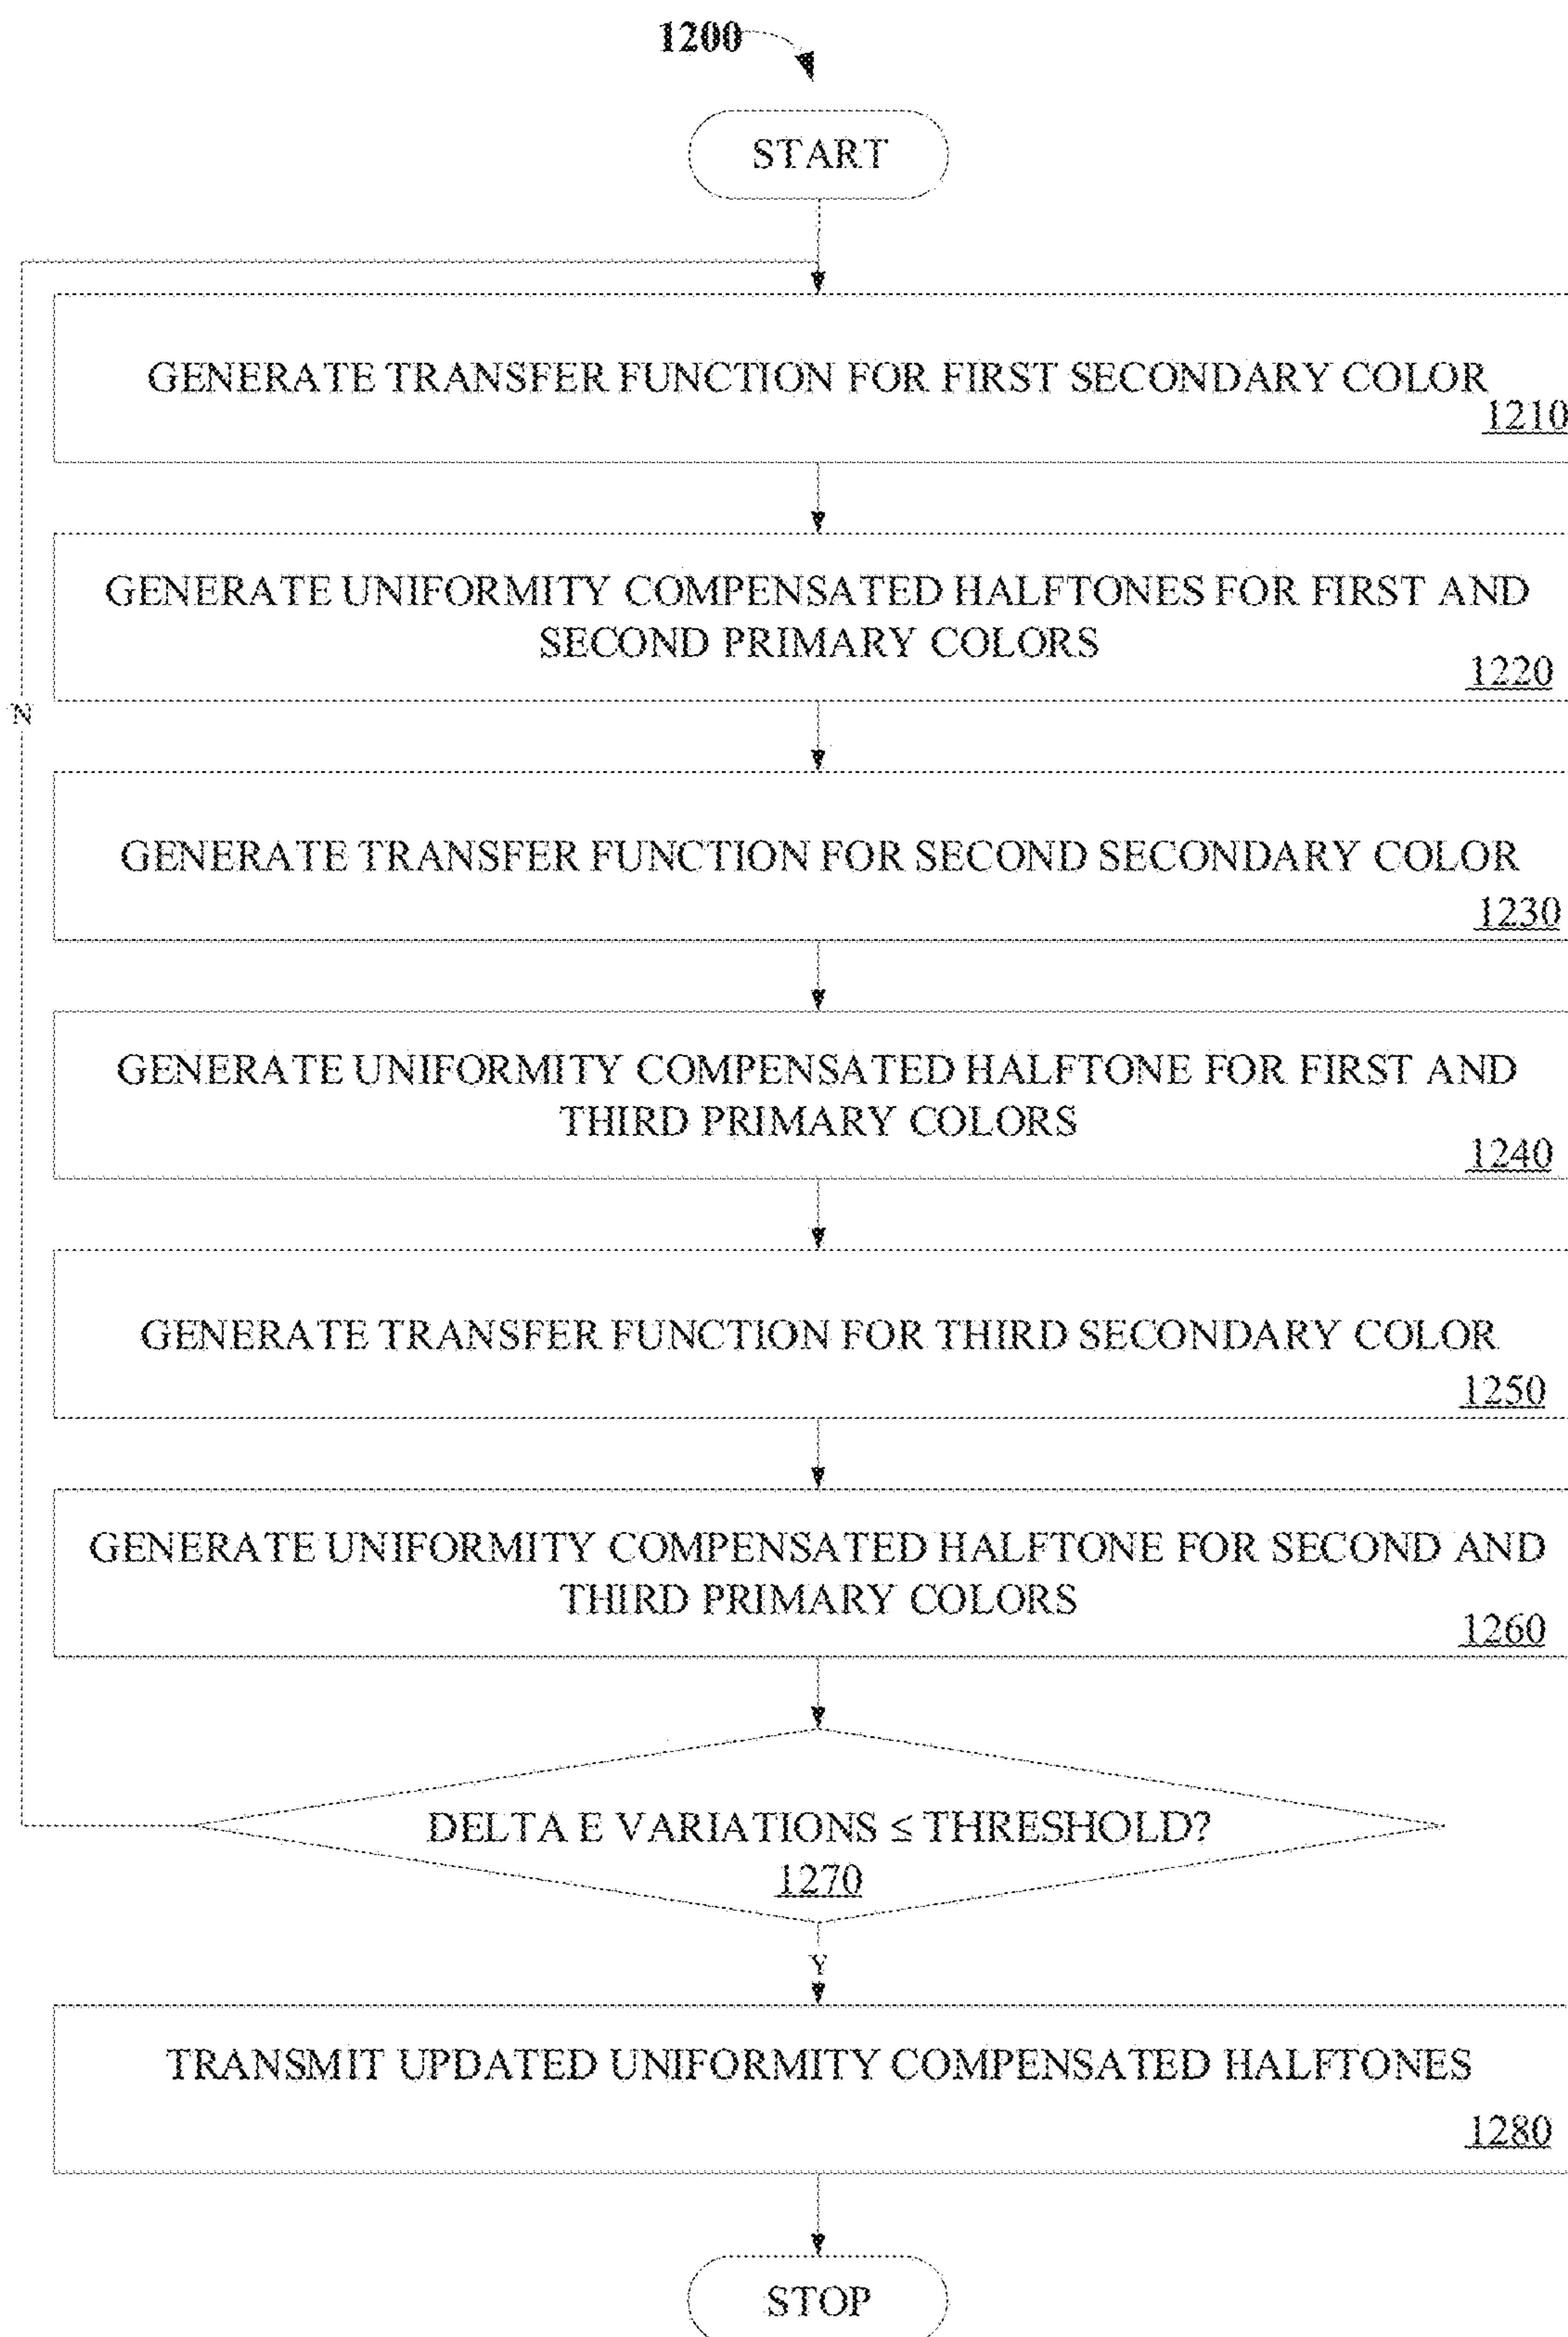 1200
START
GENERATE TRANSFER FUNCTION FOR FIRST SECONDARY COLOR
1210
GENERATE UNIFORMITY COMPENSATED HALFTONES FOR FIRST AND
SECOND PRIMARY COLORS
1220
N
GENERATE TRANSFER FUNCTION FOR SECOND SECONDARY COLOR
1230
GENERATE UNIFORMITY COMPENSATED HALFTONE FOR FIRST AND
THIRD PRIMARY COLORS
1240
GENERATE TRANSFER FUNCTION FOR THIRD SECONDARY COLOR
1250
GENERATE UNIFORMITY COMPENSATED HALFTONE FOR SECOND AND
THIRD PRIMARY COLORS
1260
DELTA E VARIATIONS ≤ THRESHOLD?
1270
Y
TRANSMIT UPDATED UNIFORMITY COMPENSATED HALFTONES
1280
STOP